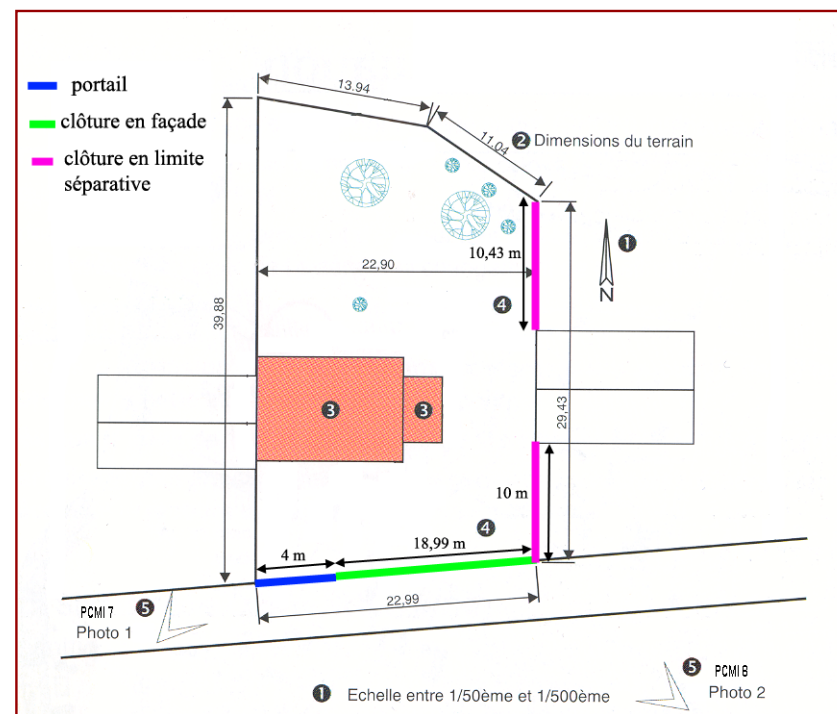 13.94
portail
clôture en façade
11.04
❷ Dimensions du terrain
clôture en limite
séparative
❶
10,43 m
22,90
N
❹
39,88
❸
❸
29,43
10 m
❹
18,99 m
4 m
22,99
PCMI 7
❺
Photo 1
❺ PCMI 8
❶ Echelle entre 1/50ème et 1/500ème
Photo 2